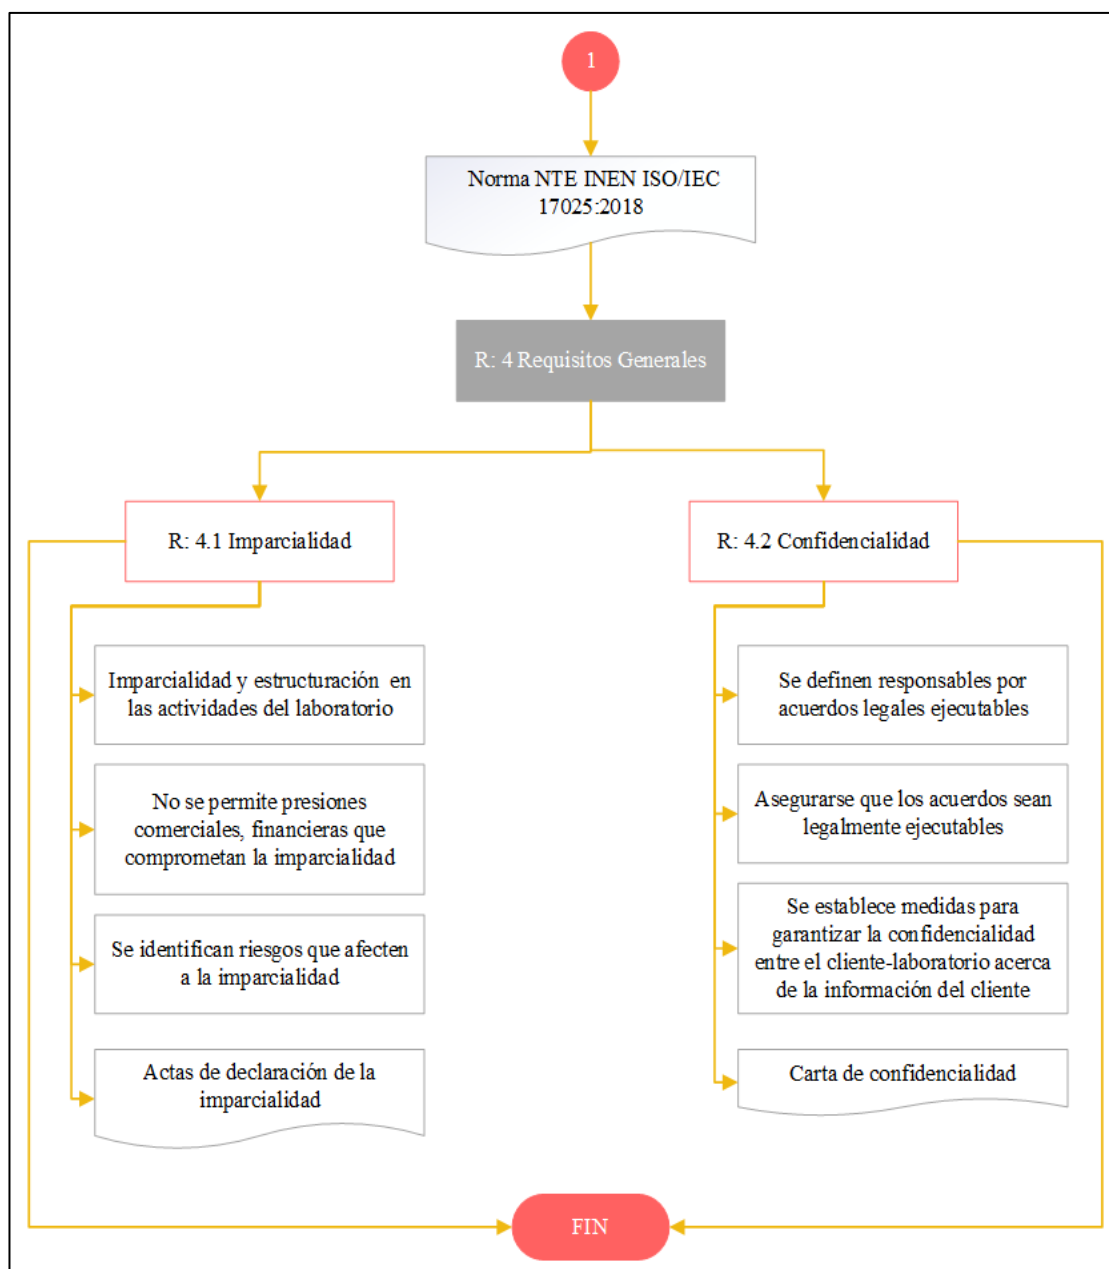 1
Norma NTE INEN ISO/IEC
17025:2018
R: 4 Requisitos Generales
R: 4.1 Imparcialidad
R: 4.2 Confidencialidad
Imparcialidad y estructuración en
las actividades del laboratorio
No se permite presiones
comerciales, financieras que
comprometan la imparcialidad
Se identifican riesgos que afecten
a la imparcialidad
Actas de declaración de la
imparcialidad
Se definen responsables por
acuerdos legales ejecutables
Asegurarse que los acuerdos sean
legalmente ejecutables
Se establece medidas para
garantizar la confidencialidad
entre el cliente-laboratorio acerca
de la información del cliente
Carta de confidencialidad
FIN